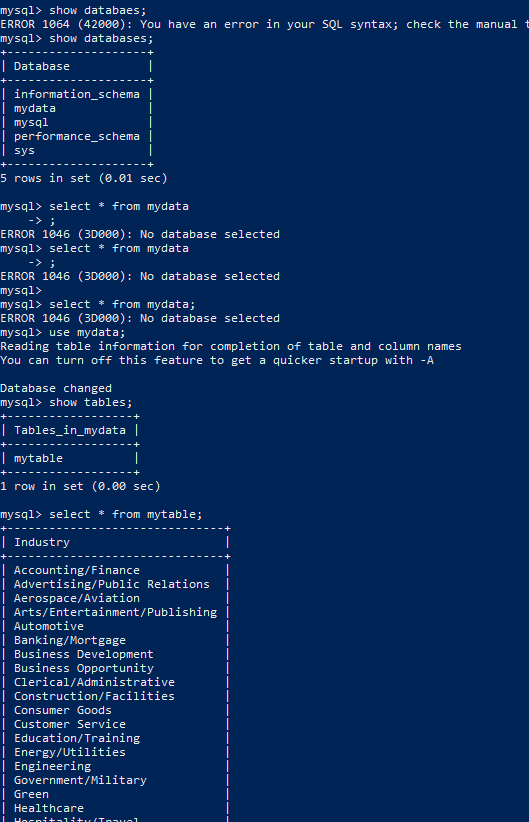 mysql> show databaes;
ERROR 1064 (42000): You have an error in your SQL syntax; check the manual t
mysql> show databases;
+--------------------+
| Database           |
+--------------------+
| information_schema |
| mydata             |
| mysql              |
| performance_schema |
| sys                |
+--------------------+
5 rows in set (0.01 sec)
mysql> select * from mydata
    -> ;
ERROR 1046 (3D000): No database selected
mysql> select * from mydata
    -> ;
ERROR 1046 (3D000): No database selected
mysql>
mysql> select * from mydata;
ERROR 1046 (3D000): No database selected
mysql> use mydata;
Reading table information for completion of table and column names
You can turn off this feature to get a quicker startup with -A
Database changed
mysql> show tables;
+------------------+
| Tables_in_mydata |
+------------------+
| mytable          |
+------------------+
1 row in set (0.00 sec)
mysql> select * from mytable;
+-------------------------------+
| Industry                      |
+-------------------------------+
| Accounting/Finance            |
| Advertising/Public Relations  |
| Aerospace/Aviation            |
| Arts/Entertainment/Publishing |
| Automotive                    |
| Banking/Mortgage              |
| Business Development          |
| Business Opportunity          |
| Clerical/Administrative       |
| Construction/Facilities       |
| Consumer Goods                |
| Customer Service              |
| Education/Training            |
| Energy/Utilities              |
| Engineering                   |
| Government/Military           |
| Green                         |
| Healthcare                    |
| Hospitality/Travel            |